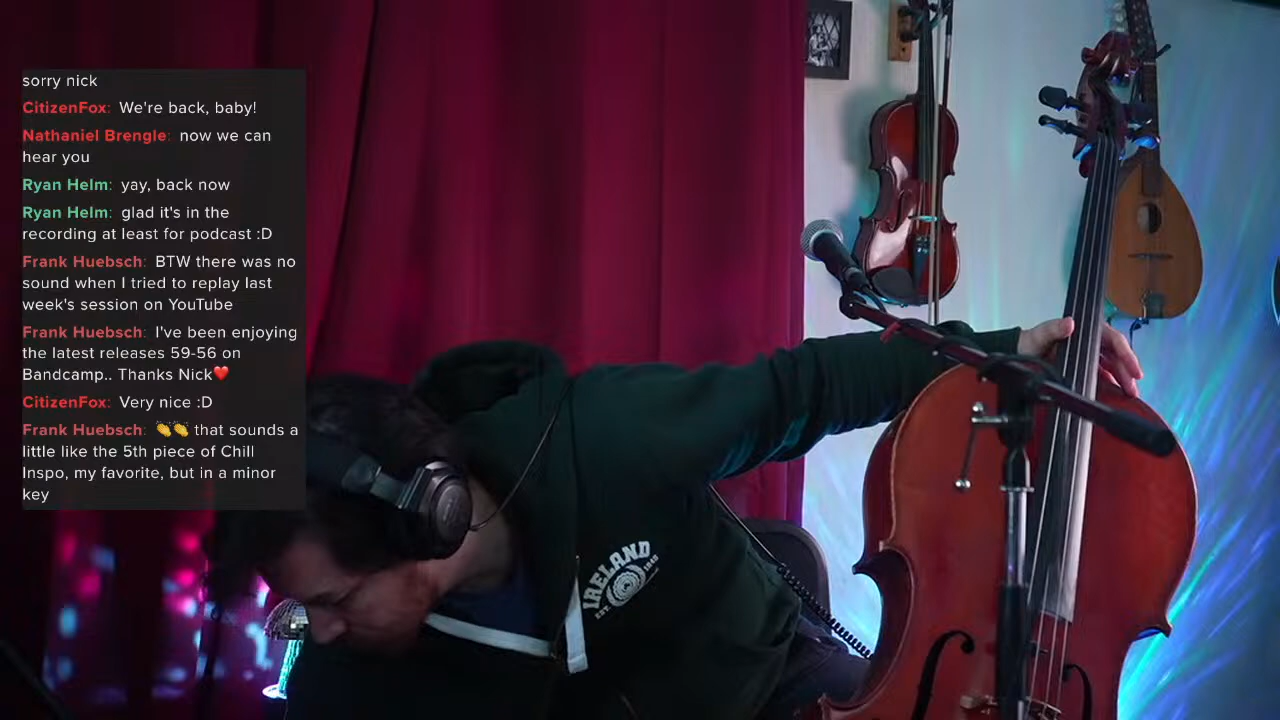 sorry nick
CitizenFox: We're back, baby!
Nathaniel Brengle: now we can
hear you
Ryan Helm: yay, back now
Ryan Helm: glad it's in the
recording at least for podcast :D
Frank Huebsch: BTW there was no
sound when I tried to replay last
week's session on YouTube
Frank Huebsch: I've been enjoying
the latest releases 59-56 on
Bandcamp.. Thanks Nick❤️
CitizenFox: Very nice :D
Frank Huebsch: 👏👏 that sounds a
little like the 5th piece of Chill
Inspo, my favorite, but in a minor
key
IRELAND
EST.